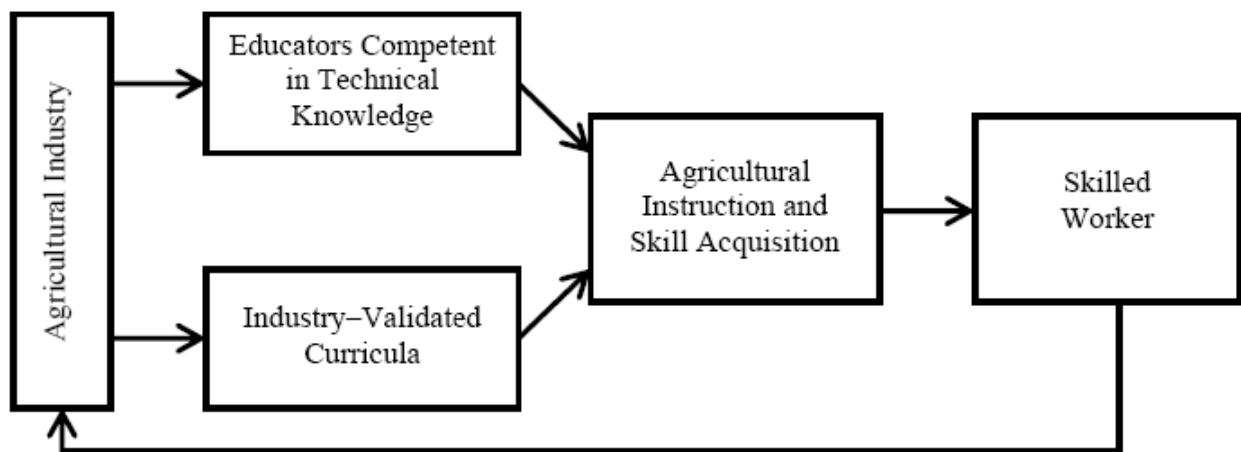 Agricultural Industry
Educators Competent
in Technical
Knowledge
Industry–Validated
Curricula
Agricultural
Instruction and
Skill Acquisition
Skilled
Worker